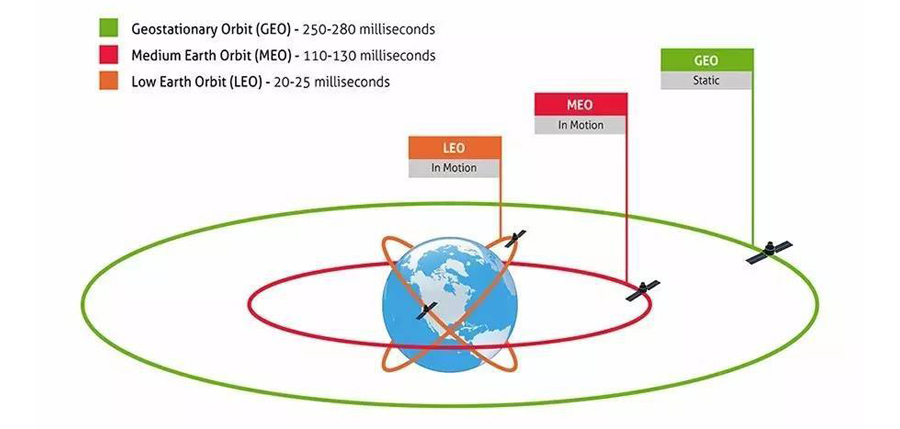 Geostationary Orbit (GEO) - 250-280 milliseconds
Medium Earth Orbit (MEO) - 110-130 milliseconds
Low Earth Orbit (LEO) - 20-25 milliseconds
GEO
Static
MEO
In Motion
LEO
In Motion